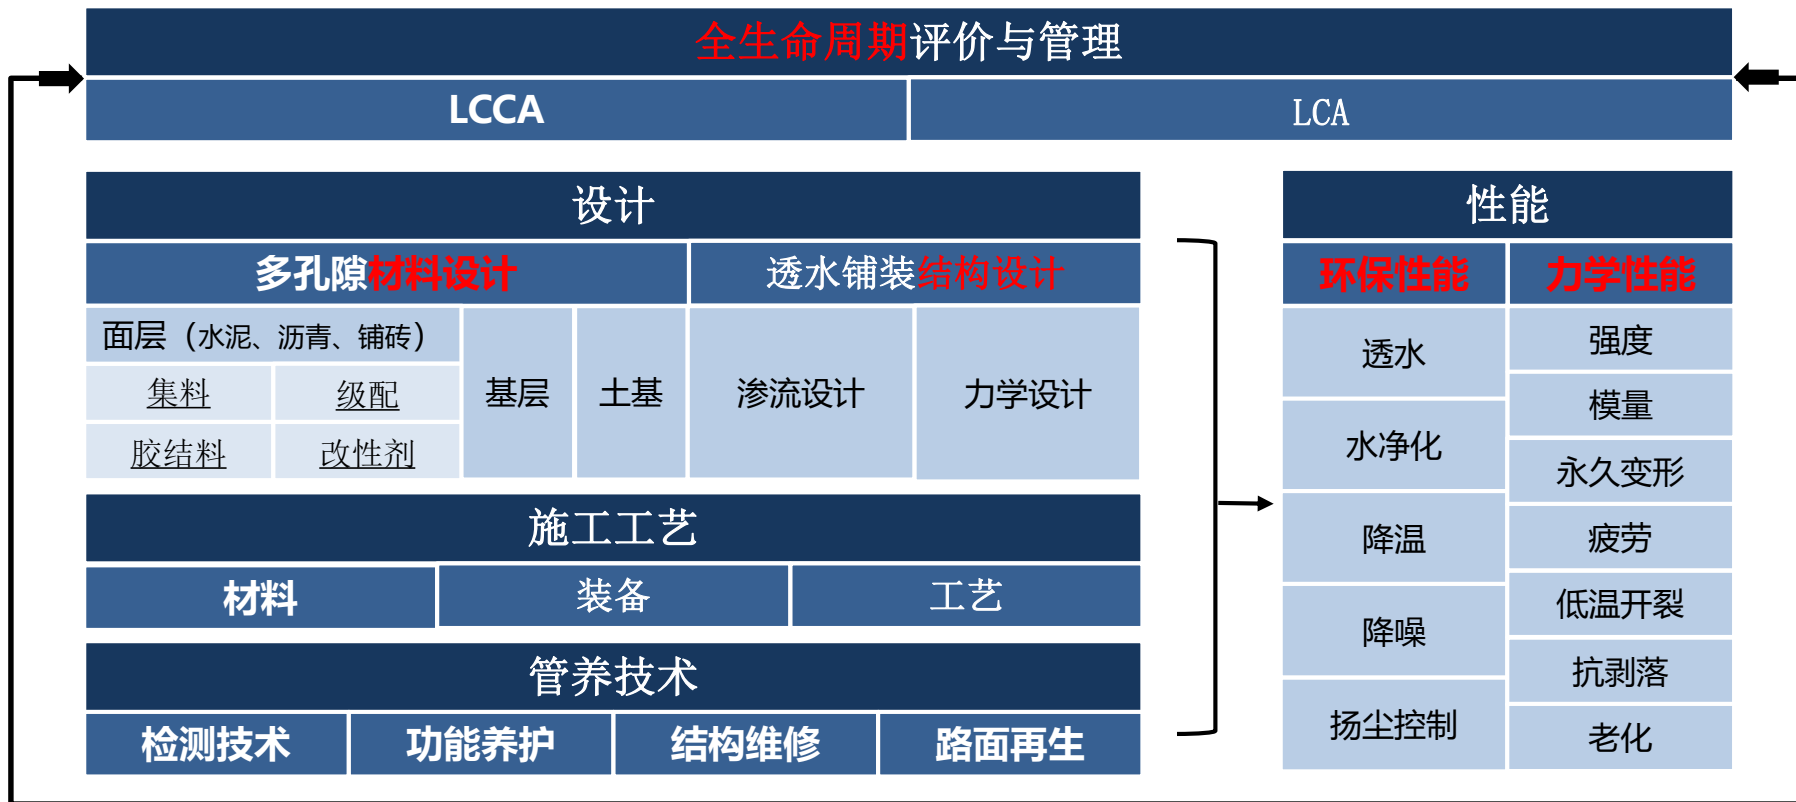 全生命周期评价与管理
LCCA
LCA
设计
多孔隙材料设计
透水铺装结构设计
面层（水泥、沥青、铺砖）
集料
级配
胶结料
改性剂
基层
土基
渗流设计
力学设计
施工工艺
材料
装备
工艺
管养技术
检测技术
功能养护
结构维修
路面再生
性能
环保性能
力学性能
透水
水净化
降温
降噪
扬尘控制
强度
模量
永久变形
疲劳
低温开裂
抗剥落
老化